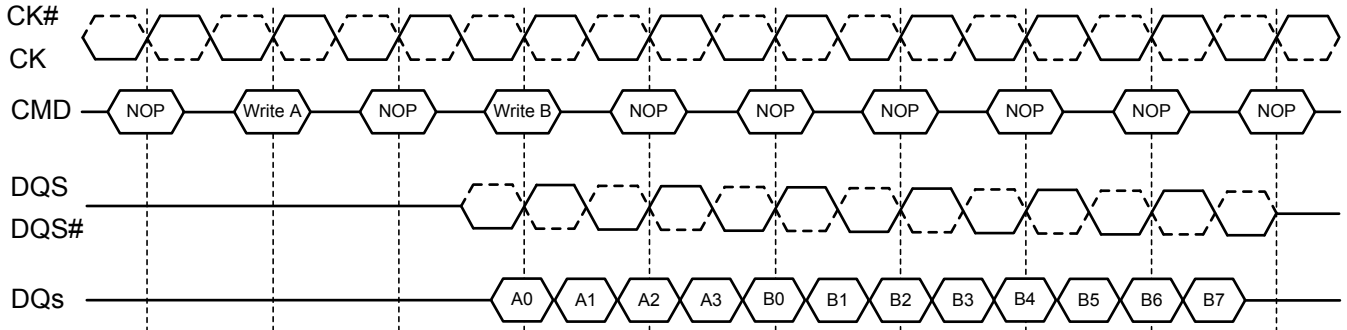 CK#
CK
CMD NOP Write A NOP Write B NOP NOP NOP NOP NOP NOP
DQS
DQS#
DQs A0 A1 A2 A3 B0 B1 B2 B3 B4 B5 B6 B7